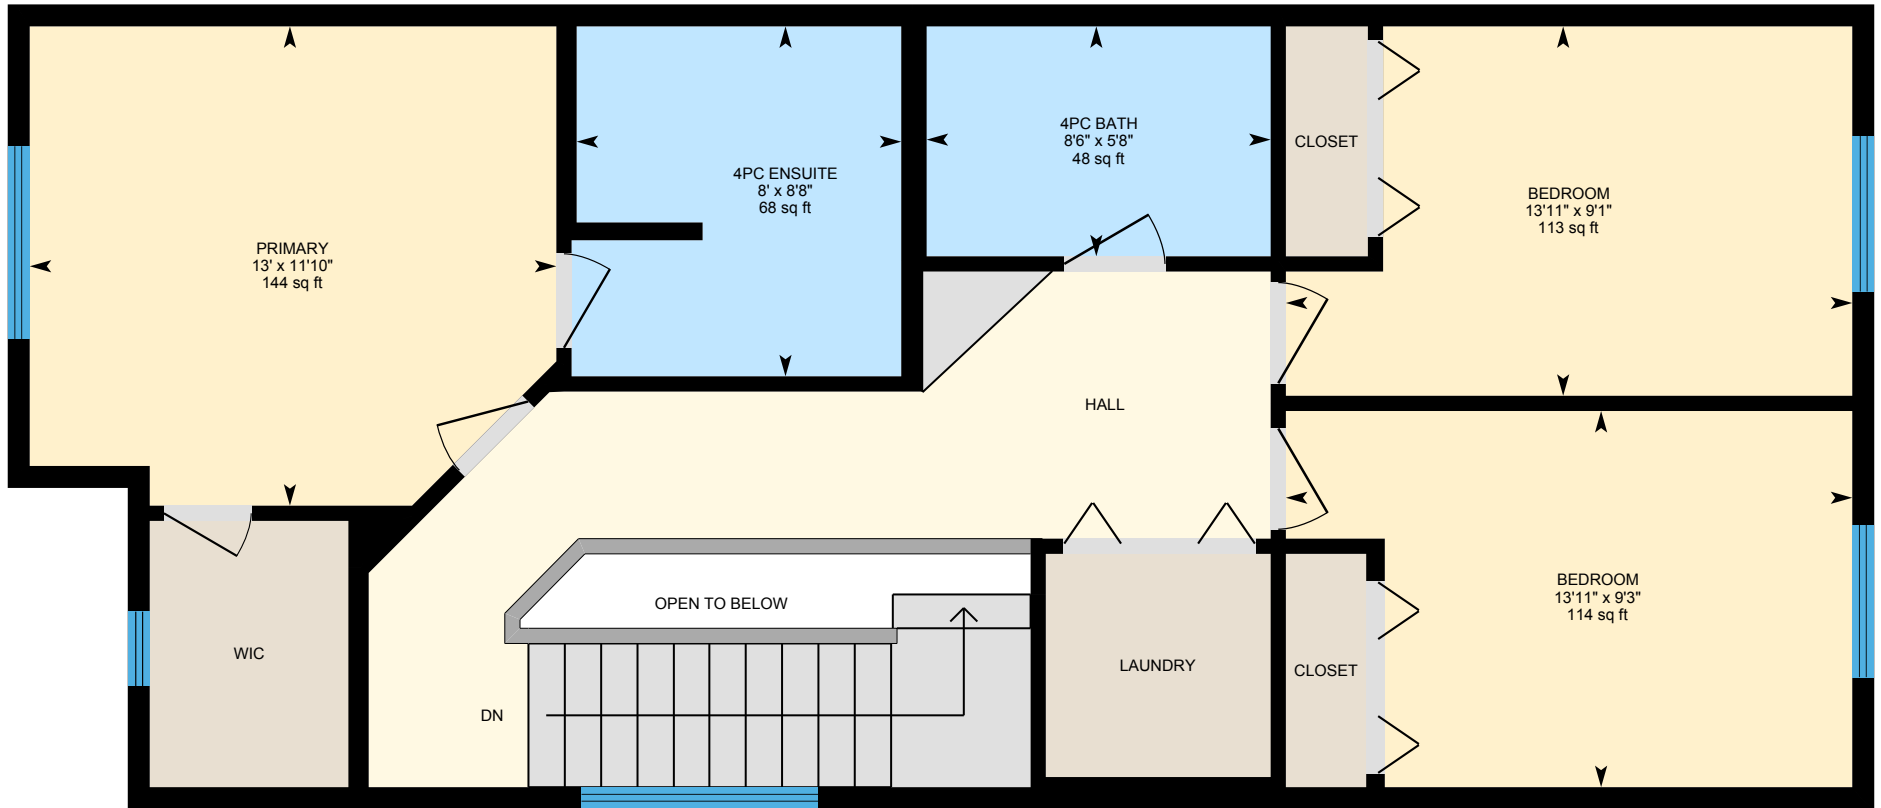 PRIMARY
13' x 11'10"
144 sq ft
4PC ENSUITE
8' x 8'8"
68 sq ft
4PC BATH
8'6" x 5'8"
48 sq ft
CLOSET
BEDROOM
13'11" x 9'1"
113 sq ft
HALL
BEDROOM
13'11" x 9'3"
114 sq ft
OPEN TO BELOW
WIC
LAUNDRY
CLOSET
DN